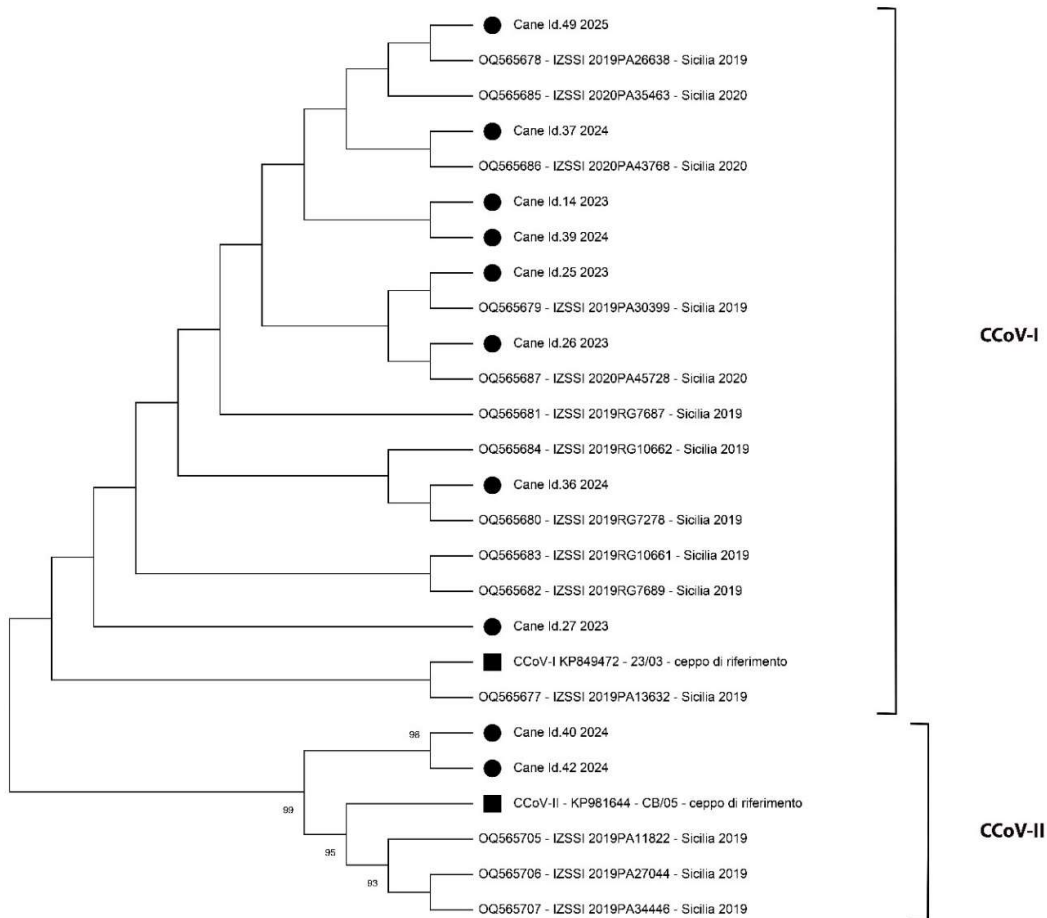 Cane Id.49 2025
OQ565678 - IZSSI 2019PA26638 - Sicilia 2019
OQ565685 - IZSSI 2020PA35463 - Sicilia 2020
Cane Id.37 2024
OQ565686 - IZSSI 2020PA43768 - Sicilia 2020
Cane Id.14 2023
Cane Id.39 2024
Cane Id.25 2023
OQ565679 - IZSSI 2019PA30399 - Sicilia 2019
Cane Id.26 2023
OQ565687 - IZSSI 2020PA45728 - Sicilia 2020
CCoV-I
OQ565681 - IZSSI 2019RG7687 - Sicilia 2019
OQ565684 - IZSSI 2019RG10662 - Sicilia 2019
Cane Id.36 2024
OQ565680 - IZSSI 2019RG7278 - Sicilia 2019
OQ565683 - IZSSI 2019RG10661 - Sicilia 2019
OQ565682 - IZSSI 2019RG7689 - Sicilia 2019
Cane Id.27 2023
CCoV-I KP849472 - 23/03 - ceppo di riferimento
OQ565677 - IZSSI 2019PA13632 - Sicilia 2019
98
Cane Id.40 2024
Cane Id.42 2024
99
CCoV-II - KP981644 - CB/05 - ceppo di riferimento
CCoV-II
OQ565705 - IZSSI 2019PA11822 - Sicilia 2019
95
OQ565706 - IZSSI 2019PA27044 - Sicilia 2019
93
OQ565707 - IZSSI 2019PA34446 - Sicilia 2019